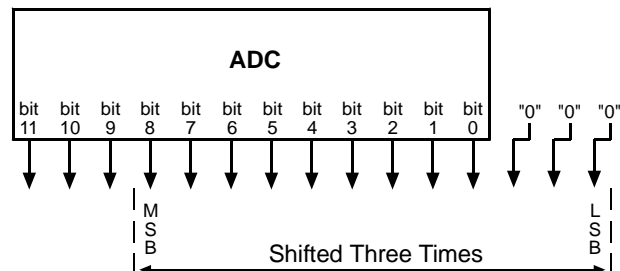 ADC
bit bit bit bit bit bit bit bit bit bit bit bit "0" "0" "0"
11 10 9 8 7 6 5 4 3 2 1 0
M L
S S
B B
Shifted Three Times